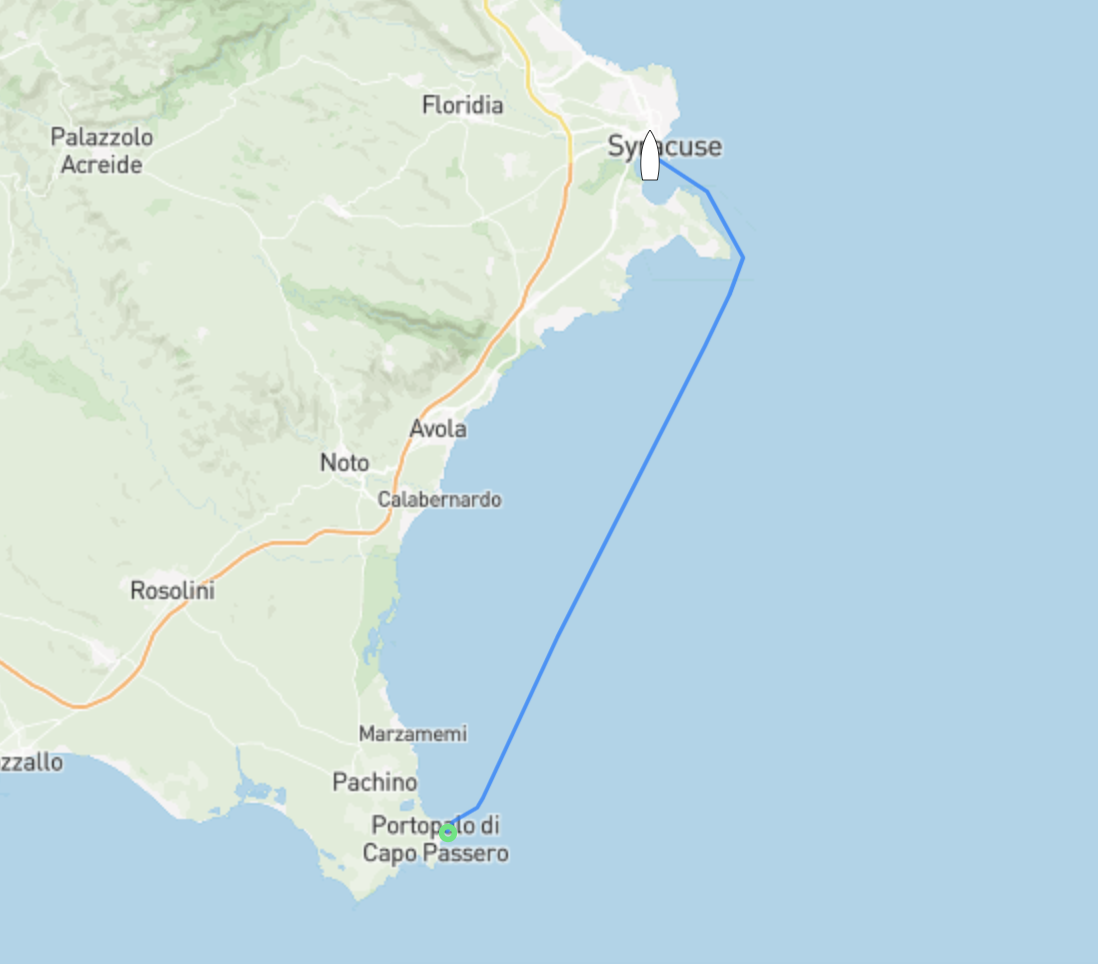 Floridia
Palazzolo
Acreide
Syracuse
Avola
Noto
Calabernardo
Rosolini
Marzamemi
zzallo
Pachino
Portopalo di
Capo Passero